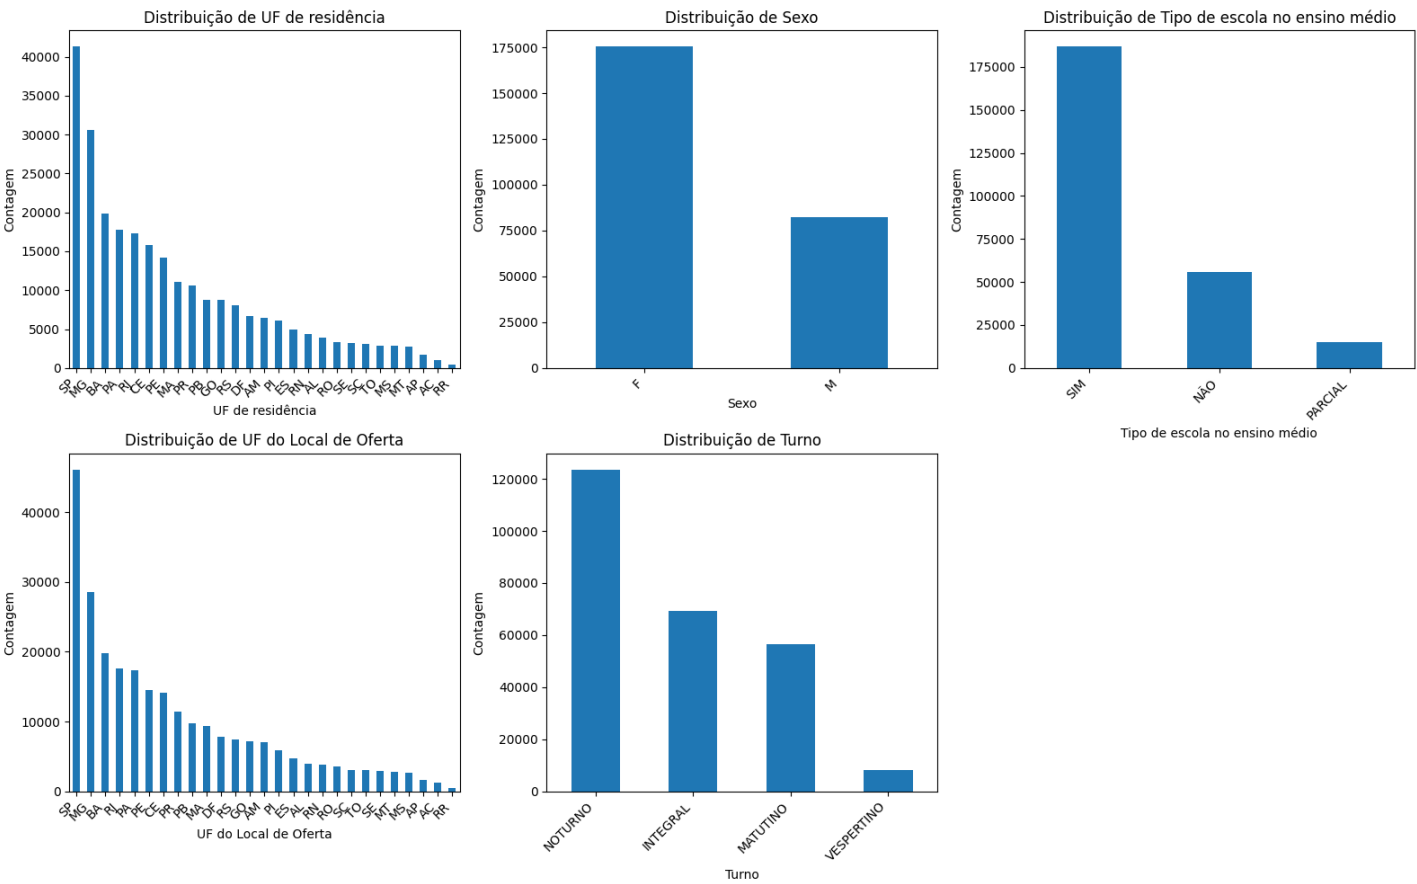 Distribuição de UF de residência
Contagem
40000
35000
30000
25000
20000
15000
10000
5000
0
SP MG BA PA RJ CE PE MA PR PB GO RS DF AM PI ES RN AL RO SE SC TO MS MT AP AC RR
UF de residência
Distribuição de Sexo
Contagem
175000
150000
125000
100000
75000
50000
25000
0
F M
Sexo
Distribuição de Tipo de escola no ensino médio
Contagem
175000
150000
125000
100000
75000
50000
25000
0
SIM NÃO PARCIAL
Tipo de escola no ensino médio
Distribuição de UF do Local de Oferta
Contagem
40000
30000
20000
10000
0
SP MG BA RJ PA PE CE PR PB MA DF RS GO AM PI ES AL RN RO SC TO SE MT MS AP AC RR
UF do Local de Oferta
Distribuição de Turno
Contagem
120000
100000
80000
60000
40000
20000
0
NOTURNO INTEGRAL MATUTINO VESPERTINO
Turno